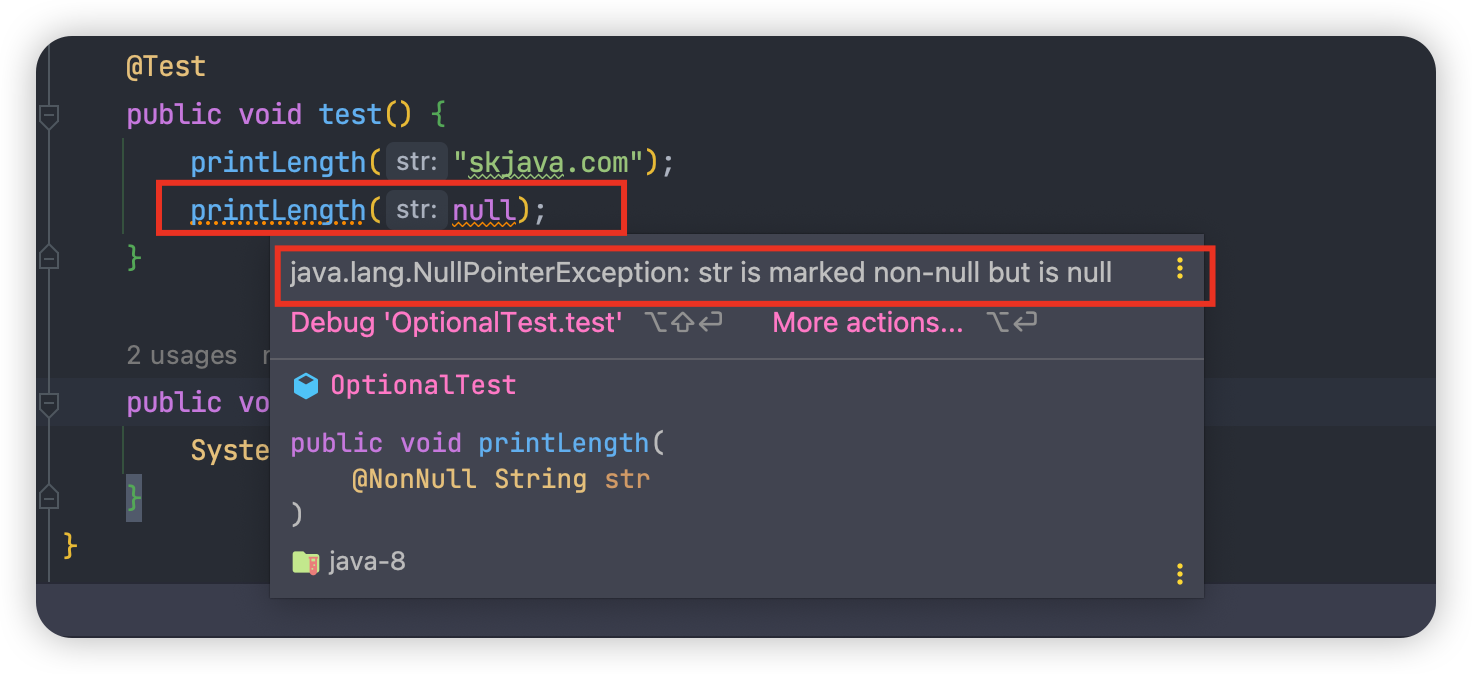 @Test
public void test() {
printLength( str: "skjava.com");
printLength( str: null);
}
java.lang.NullPointerException: str is marked non-null but is null
Debug 'OptionalTest.test' ⌥⇧⏎ More actions... ⌥⏎
2 usages
OptionalTest
public vo
public void printLength(
Syste
@NonNull String str
}
)
}
java-8